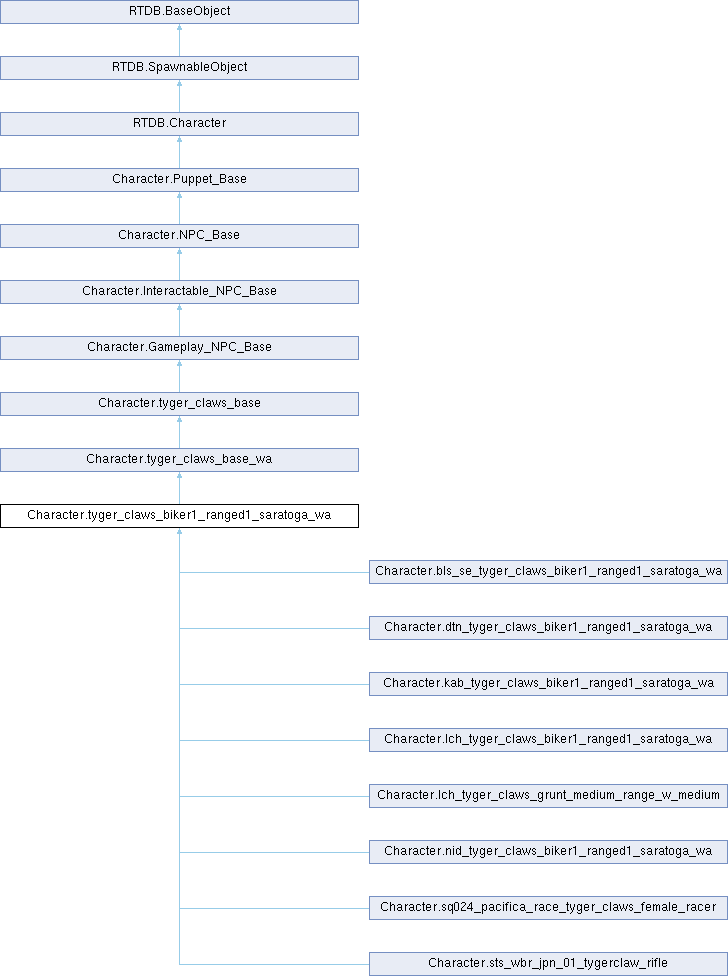 RTDB.BaseObject
RTDB.SpawnableObject
RTDB.Character
Character.Puppet_Base
Character.NPC_Base
Character.Interactable_NPC_Base
Character.Gameplay_NPC_Base
Character.tyger_claws_base
Character.tyger_claws_base_wa
Character.tyger_claws_biker1_ranged1_saratoga_wa
Character.bls_se_tyger_claws_biker1_ranged1_saratoga_wa
Character.dtn_tyger_claws_biker1_ranged1_saratoga_wa
Character.kab_tyger_claws_biker1_ranged1_saratoga_wa
Character.lch_tyger_claws_biker1_ranged1_saratoga_wa
Character.lch_tyger_claws_grunt_medium_range_w_medium
Character.nid_tyger_claws_biker1_ranged1_saratoga_wa
Character.sq024_pacifica_race_tyger_claws_female_racer
Character.sts_wbr_jpn_01_tygerclaw_rifle